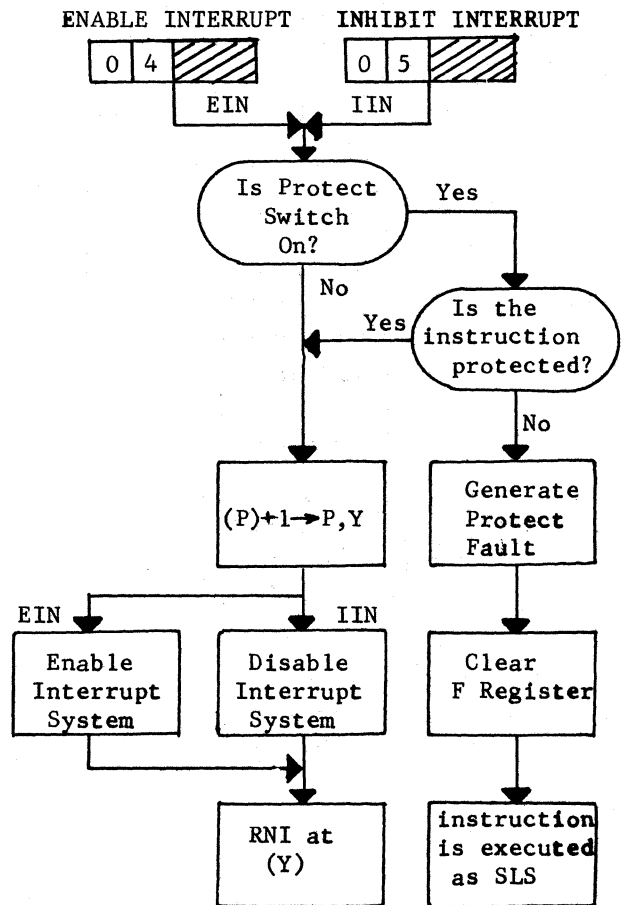 ENABLE INTERRUPT
INHIBIT INTERRUPT
0 4
0 5
EIN
IIN
Is Protect
Switch
On?
Yes
No
Is the
instruction
protected?
Yes
No
(P)+1→P,Y
Generate
Protect
Fault
EIN
IIN
Enable
Interrupt
System
Disable
Interrupt
System
Clear
F Register
RNI at
(Y)
instruction
is executed
as SLS